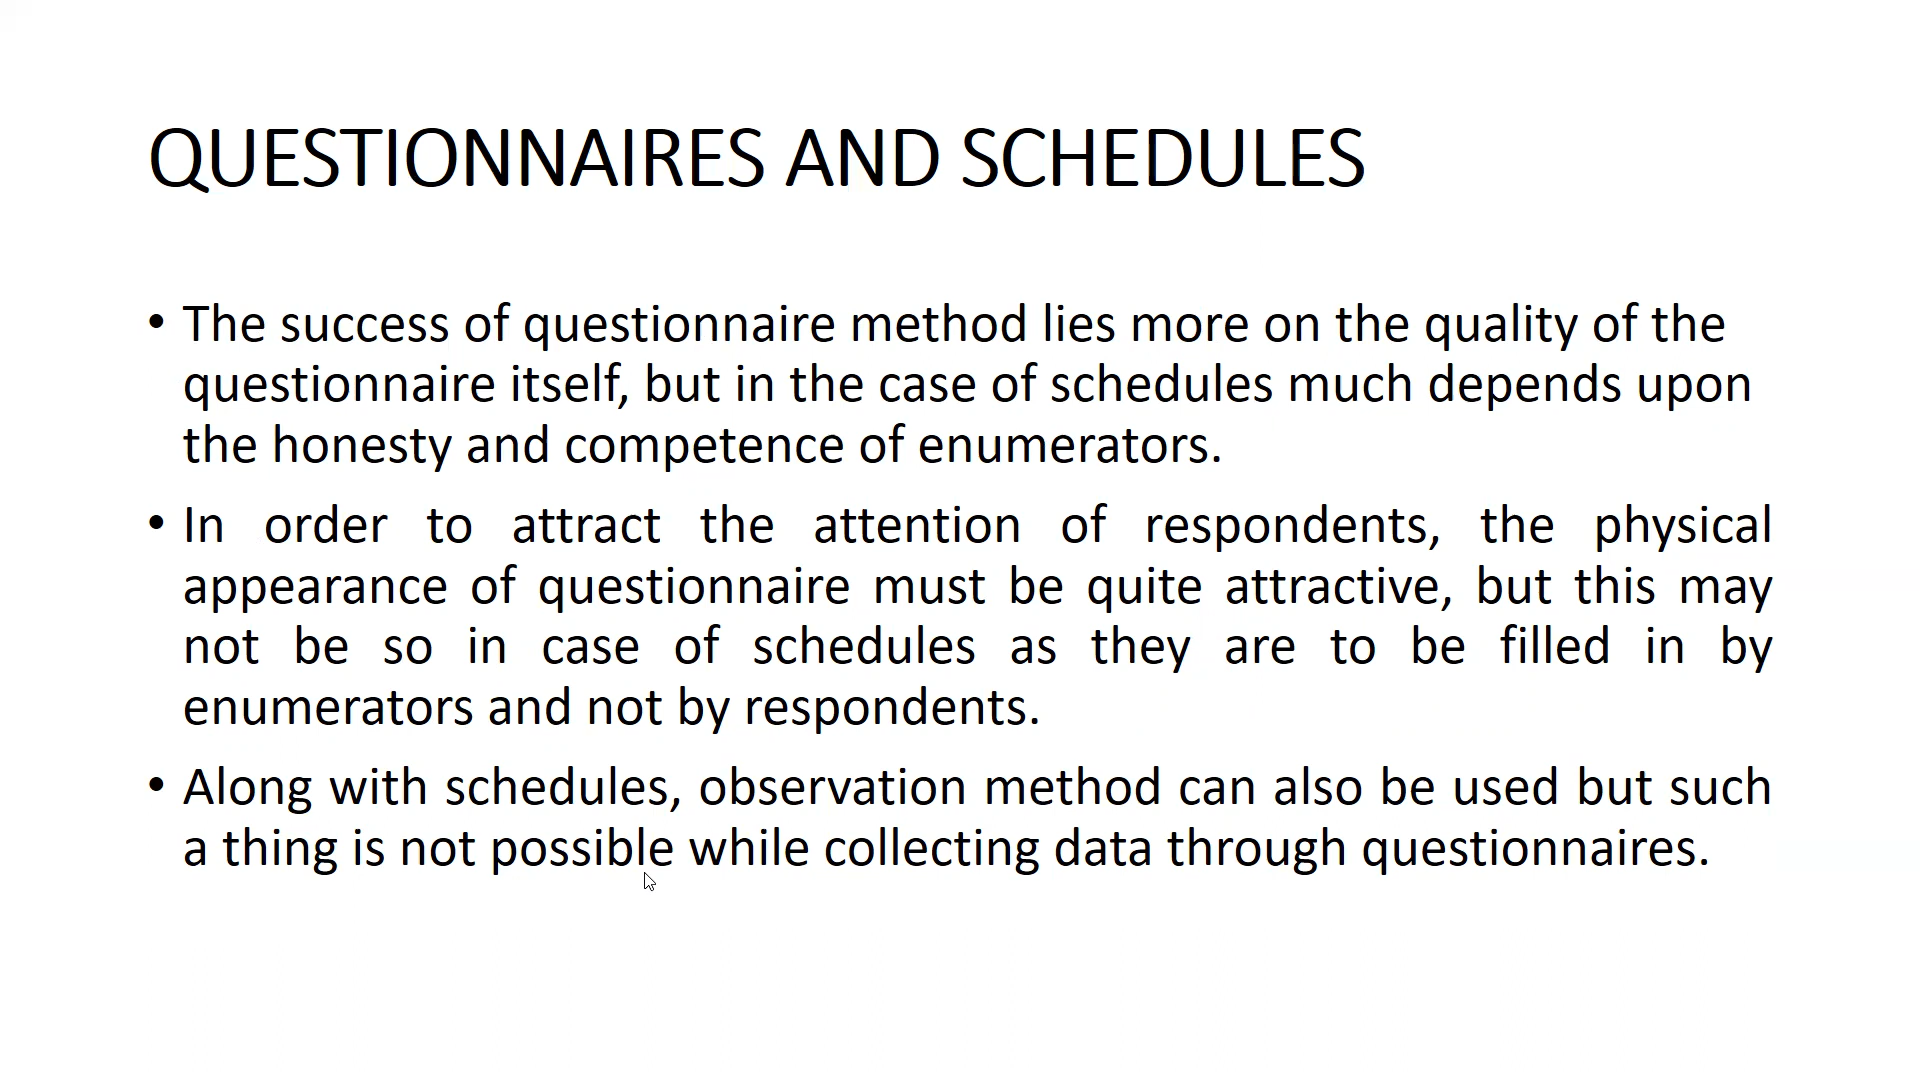 QUESTIONNAIRES AND SCHEDULES
• The success of questionnaire method lies more on the quality of the
questionnaire itself, but in the case of schedules much depends upon
the honesty and competence of enumerators.
• In order to attract the attention of respondents, the physical
appearance of questionnaire must be quite attractive, but this may
not be so in case of schedules as they are to be filled in by
enumerators and not by respondents.
• Along with schedules, observation method can also be used but such
a thing is not possible while collecting data through questionnaires.